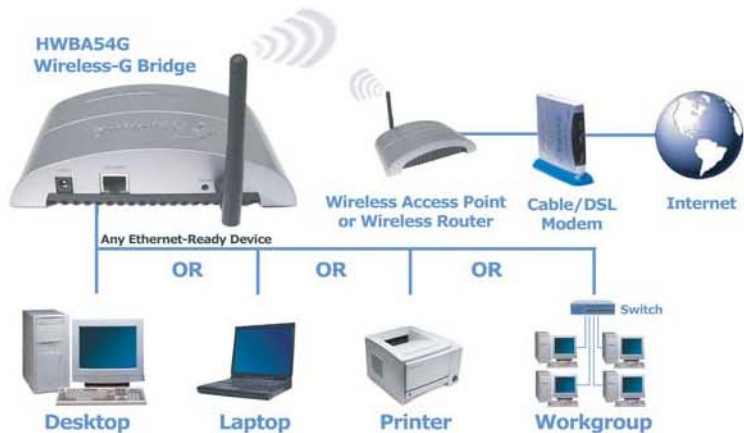 HWBA54G
Wireless-G Bridge
Wireless Access Point
or Wireless Router
Cable/DSL
Modem
Internet
Any Ethernet-Ready Device
OR
OR
OR
Switch
Desktop
Laptop
Printer
Workgroup